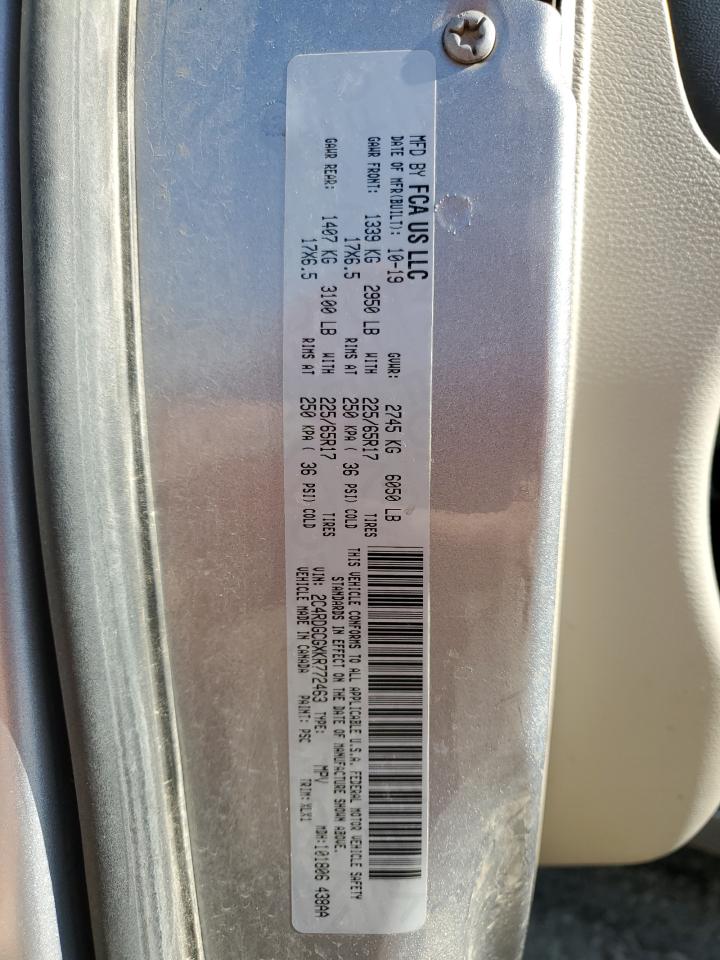 MFD BY FCA US LLC
DATE OF MFR(BUILT): 10-19 GVWR: 2745 KG 6050 LB
GAWR FRONT: 1339 KG 2950 LB WITH 225/65R17 TIRES
17X6.5 RIMS AT 250 KPA ( 36 PSI) COLD
GAWR REAR: 1407 KG 3100 LB WITH 225/65R17 TIRES
17X6.5 RIMS AT 250 KPA ( 36 PSI) COLD
THIS VEHICLE CONFORMS TO ALL APPLICABLE U.S.A. FEDERAL MOTOR VEHICLE SAFETY
STANDARDS IN EFFECT ON THE DATE OF MANUFACTURE SHOWN ABOVE.
VIN: 2C4RDGCGXKR772463 TYPE: MPV MDH:101806 438AA
VEHICLE MADE IN CANADA PAINT: PSC TRIM:XLX1